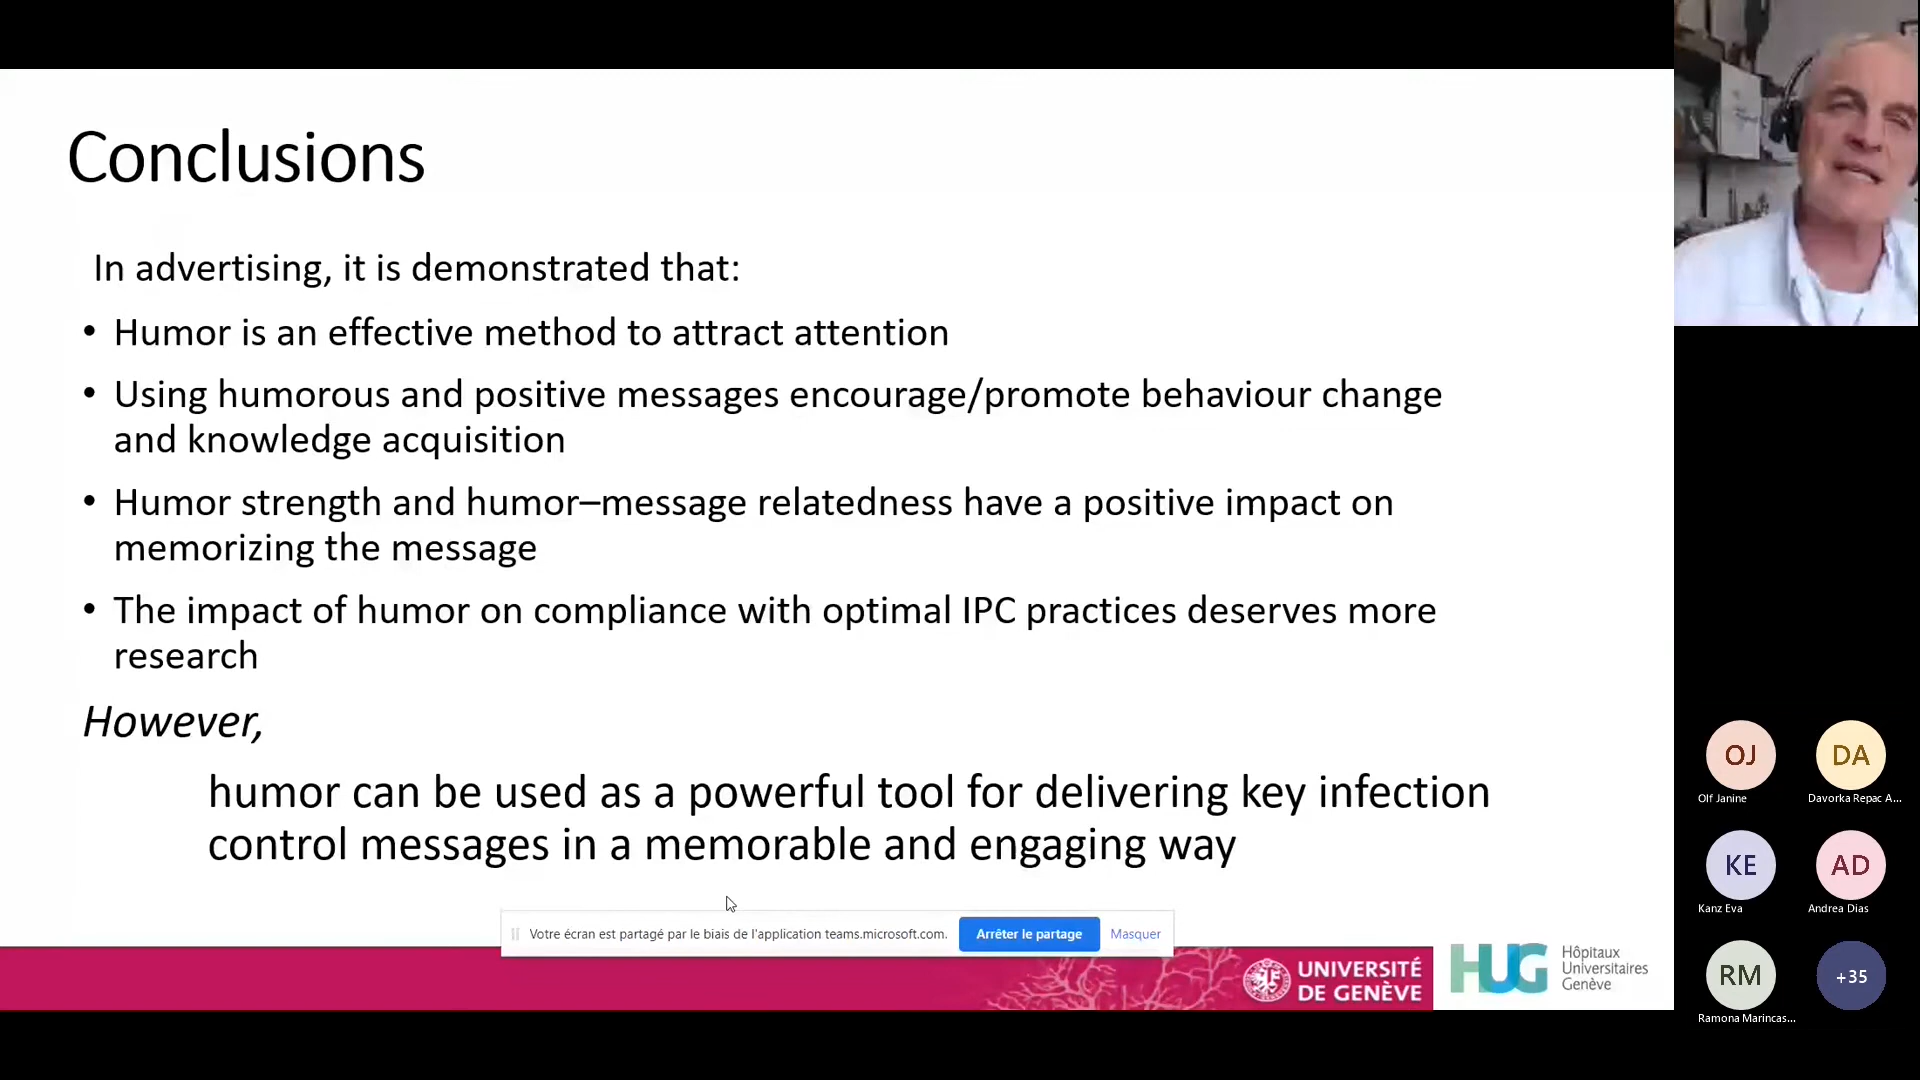 Conclusions
In advertising, it is demonstrated that:
• Humor is an effective method to attract attention
• Using humorous and positive messages encourage/promote behaviour change
and knowledge acquisition
• Humor strength and humor–message relatedness have a positive impact on
memorizing the message
• The impact of humor on compliance with optimal IPC practices deserves more
research
However,
humor can be used as a powerful tool for delivering key infection
control messages in a memorable and engaging way
Votre écran est partagé par le biais de l'application teams.microsoft.com.
Arrêter le partage
Masquer
UNIVERSITÉ
DE GENÈVE
HUG
Hôpitaux
Universitaires
Genève
OJ
Olf Janine
DA
Davorka Repac A...
KE
Kanz Eva
AD
Andrea Dias
RM
Ramona Marincas...
+35